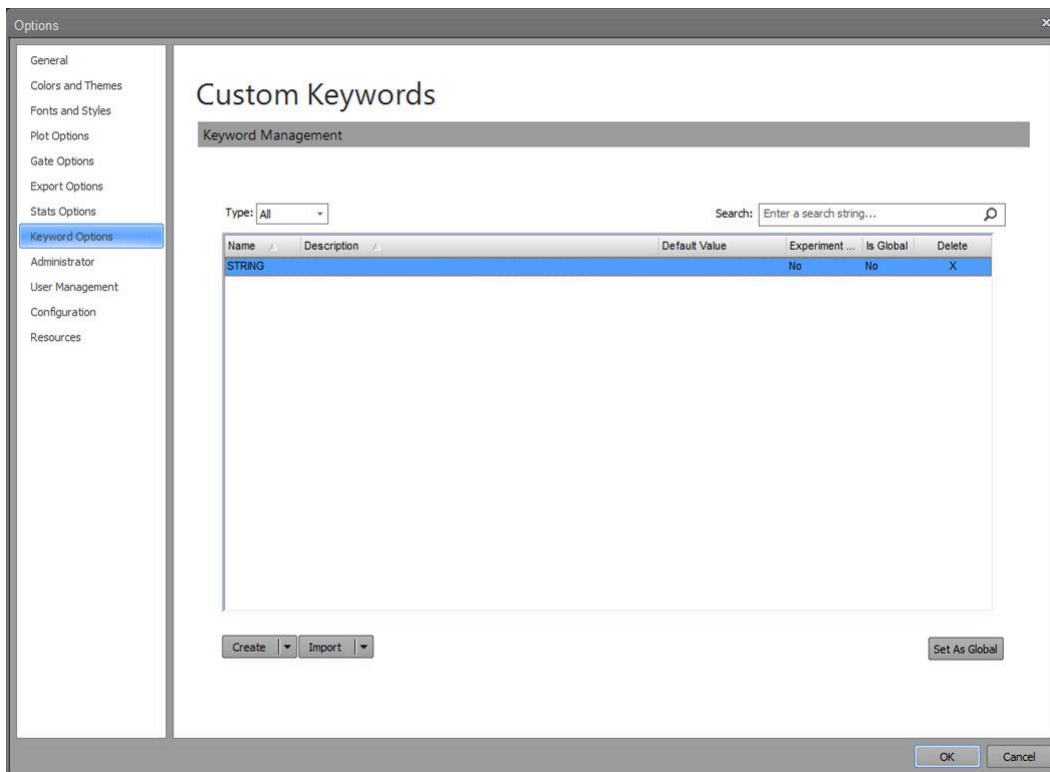 Options
General
Colors and Themes
Fonts and Styles
Plot Options
Gate Options
Export Options
Stats Options
Keyword Options
Administrator
User Management
Configuration
Resources
Custom Keywords
Keyword Management
Type: All Search: Enter a search string...
Name Description Default Value Experiment ... Is Global Delete
STRING No No X
Create Import Set As Global
OK Cancel